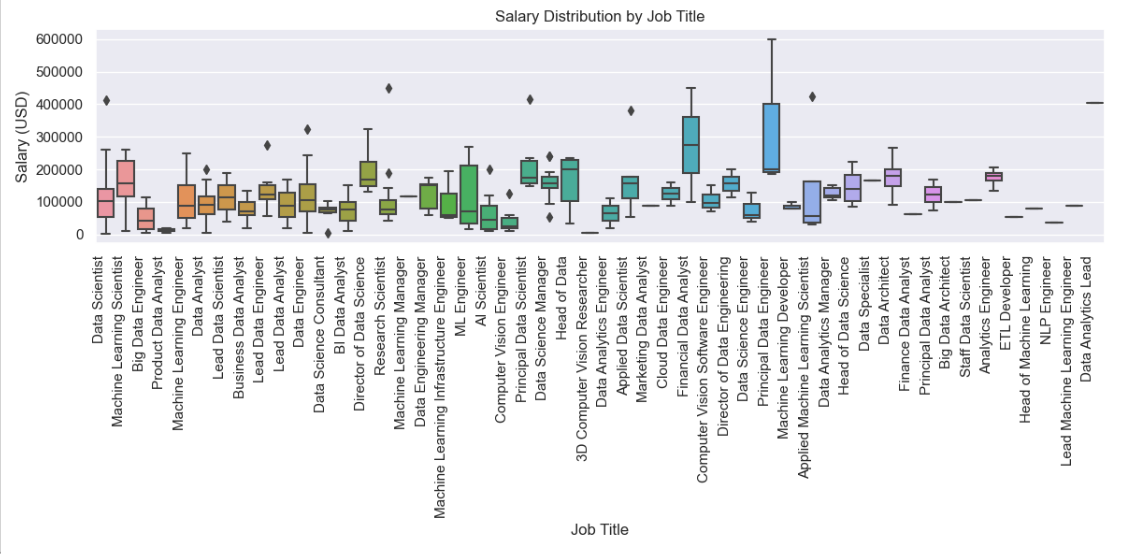 Salary Distribution by Job Title
Salary (USD)
600000
500000
400000
300000
200000
100000
0
Data Scientist
Machine Learning Scientist
Big Data Engineer
Product Data Analyst
Machine Learning Engineer
Data Analyst
Lead Data Scientist
Business Data Analyst
Lead Data Engineer
Lead Data Analyst
Data Engineer
Data Science Consultant
BI Data Analyst
Director of Data Science
Research Scientist
Machine Learning Manager
Data Engineering Manager
Machine Learning Infrastructure Engineer
ML Engineer
AI Scientist
Computer Vision Engineer
Principal Data Scientist
Data Science Manager
Head of Data
3D Computer Vision Researcher
Data Analytics Engineer
Applied Data Scientist
Marketing Data Analyst
Cloud Data Engineer
Financial Data Analyst
Computer Vision Software Engineer
Director of Data Engineering
Data Science Engineer
Principal Data Engineer
Machine Learning Developer
Applied Machine Learning Scientist
Data Analytics Manager
Head of Data Science
Data Specialist
Data Architect
Finance Data Analyst
Principal Data Analyst
Big Data Architect
Staff Data Scientist
Analytics Engineer
ETL Developer
Head of Machine Learning
NLP Engineer
Lead Machine Learning Engineer
Data Analytics Lead
Job Title